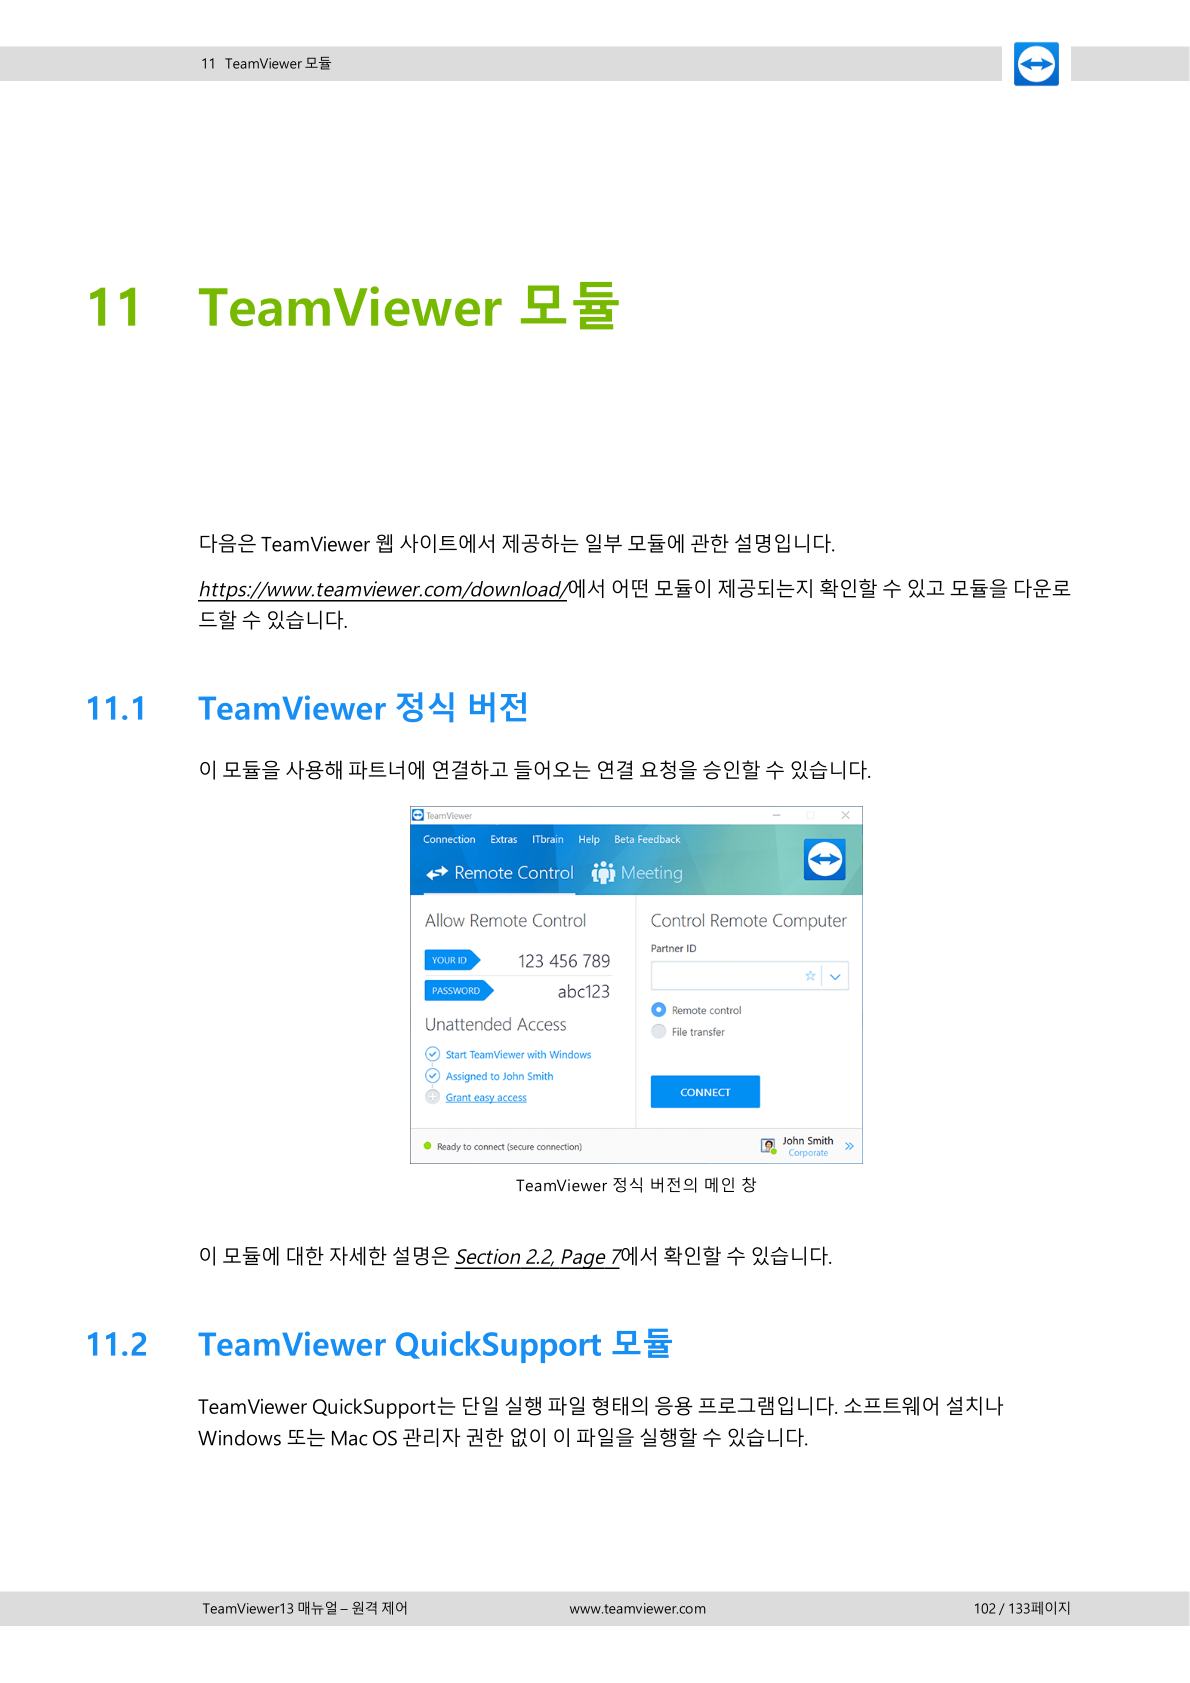 11 TeamViewer 모듈
11 TeamViewer 모듈
다음은 TeamViewer 웹 사이트에서 제공하는 일부 모듈에 관한 설명입니다.
https://www.teamviewer.com/download/에서 어떤 모듈이 제공되는지 확인할 수 있고 모듈을 다운로
드할 수 있습니다.
11.1 TeamViewer 정식 버전
이 모듈을 사용해 파트너에 연결하고 들어오는 연결 요청을 승인할 수 있습니다.
TeamViewer
Connection Extras ITbrain Help Beta Feedback
Remote Control Meeting
Allow Remote Control
YOUR ID 123 456 789
PASSWORD abc123
Unattended Access
Start TeamViewer with Windows
Assigned to John Smith
Grant easy access
Control Remote Computer
Partner ID
Remote control
File transfer
CONNECT
Ready to connect (secure connection)
John Smith
Corporate
TeamViewer 정식 버전의 메인 창
이 모듈에 대한 자세한 설명은 Section 2.2, Page 7에서 확인할 수 있습니다.
11.2 TeamViewer QuickSupport 모듈
TeamViewer QuickSupport는 단일 실행 파일 형태의 응용 프로그램입니다. 소프트웨어 설치나
Windows 또는 Mac OS 관리자 권한 없이 이 파일을 실행할 수 있습니다.
TeamViewer13 매뉴얼 – 원격 제어 www.teamviewer.com 102 / 133페이지